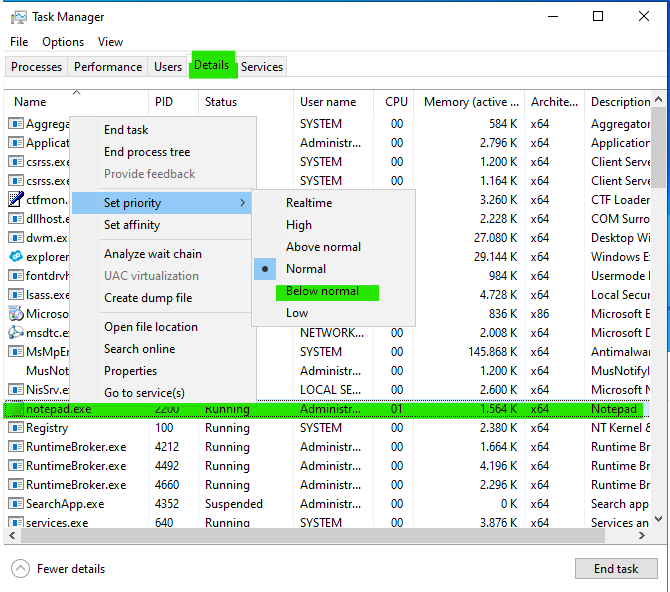 Task Manager
File Options View
Processes Performance Users Details Services
Name PID Status User name CPU Memory (active ... Archite... Description
Aggrega SYSTEM 00 584 K x64 Aggregator
Applicat Administr... 00 2.796 K x64 Application
csrss.exe SYSTEM 00 1.200 K x64 Client Serve
csrss.exe SYSTEM 00 1.164 K x64 Client Serve
ctfmon. 3.260 K x64 CTF Loader
dllhost.e 2.228 K x64 COM Surro
dwm.ex 27.080 K x64 Desktop Wi
explorer 29.144 K x64 Windows Ex
fontdrvh 984 K x64 Usermode
lsass.exe 4.728 K x64 Local Secur
Microso 836 K x86 Microsoft E
msdtc.e NETWORK... 00 2.008 K x64 Microsoft
MsMpE SYSTEM 00 145.868 K x64 Antimalwa
MusNot Administr... 00 1.200 K x64 MusNotify
NisSrv.e LOCAL SE... 00 2.600 K x64 Microsoft N
notepad.exe 2200 Running Administr... 01 1.564 K x64 Notepad
Registry 100 Running SYSTEM 00 2.380 K x64 NT Kernel &
RuntimeBroker.exe 4212 Running Administr... 00 1.664 K x64 Runtime Br
RuntimeBroker.exe 4492 Running Administr... 00 4.196 K x64 Runtime Br
RuntimeBroker.exe 4660 Running Administr... 00 2.296 K x64 Runtime Br
SearchApp.exe 4352 Suspended Administr... 00 0 K x64 Search app
services.exe 640 Running SYSTEM 00 3.876 K x64 Services an
End task
End process tree
Provide feedback
Set priority
Set affinity
Analyze wait chain
UAC virtualization
Create dump file
Open file location
Search online
Properties
Go to service(s)
Realtime
High
Above normal
Normal
Below normal
Low
Fewer details
End task